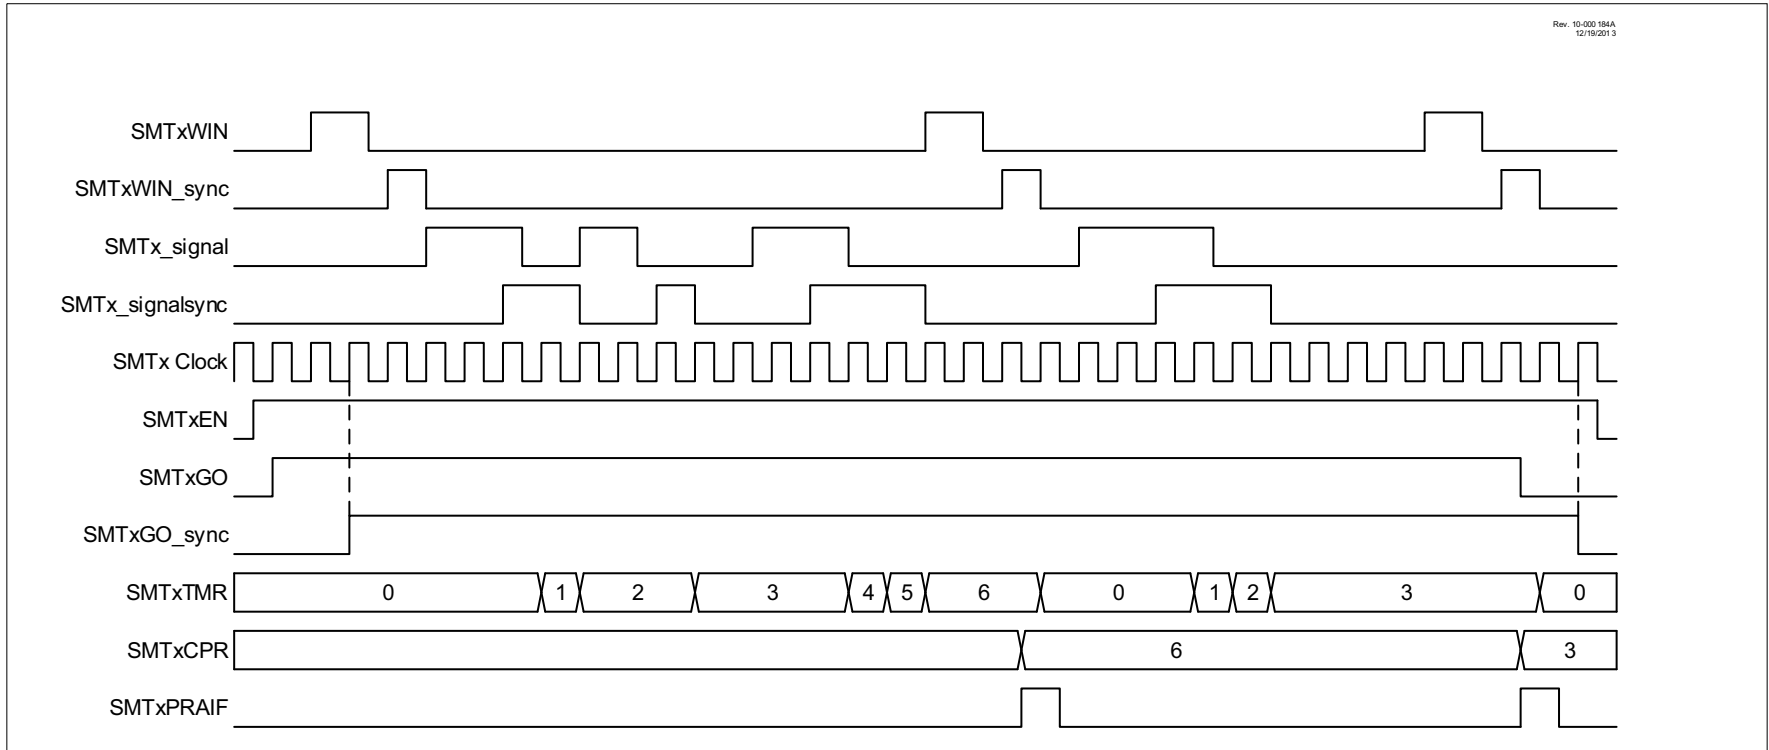 Rev. 10-000 184A
12/19/201 3
SMTxWIN
SMTxWIN_sync
SMTx_signal
SMTx_signalsync
SMTx Clock
SMTxEN
SMTxGO
SMTxGO_sync
SMTxTMR 0 1 2 3 4 5 6 0 1 2 3 0
SMTxCPR 6 3
SMTxPRAIF